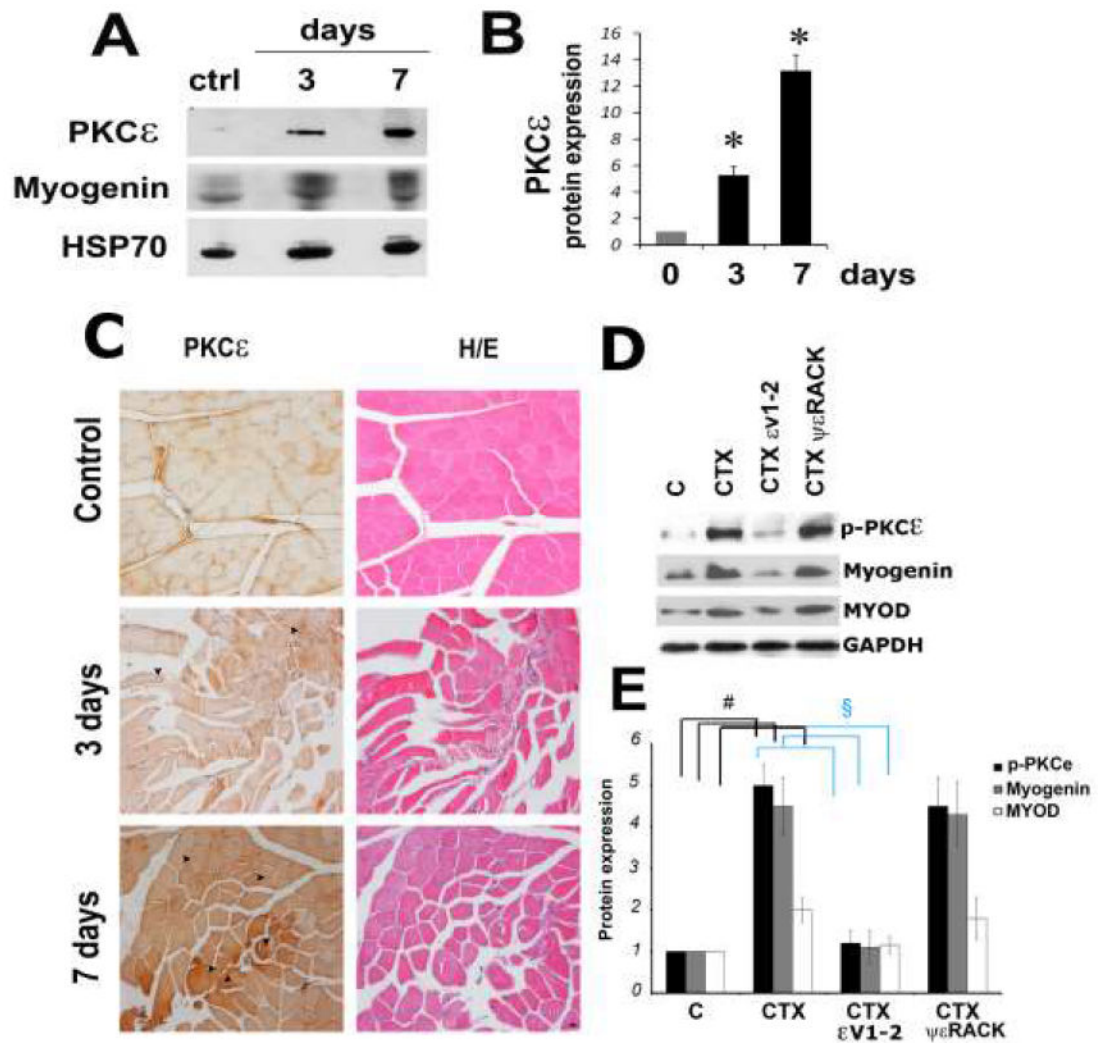 A
days
ctrl 3 7
PKCε
Myogenin
HSP70
B
PKCε
protein expression
16
14
12
10
8
6
4
2
0
*
*
0 3 7 days
C
PKCε H/E
Control
3 days
7 days
D
C
CTX
CTX εV1-2
CTX ψεRACK
p-PKCε
Myogenin
MYOD
GAPDH
E
# §
Protein expression
6
5
4
3
2
1
0
p-PKCe
Myogenin
MYOD
C CTX CTX CTX
εV1-2 ψεRACK